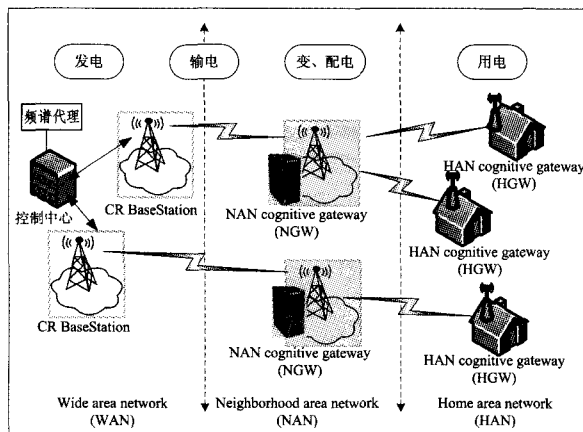 发电
输电
变、配电
用电
频谱代理
控制中心
CR BaseStation
CR BaseStation
NAN cognitive gateway
(NGW)
NAN cognitive gateway
(NGW)
HAN cognitive gateway
(HGW)
HAN cognitive gateway
(HGW)
HAN cognitive gateway
(HGW)
Wide area network
(WAN)
Neighborhood area network
(NAN)
Home area network
(HAN)